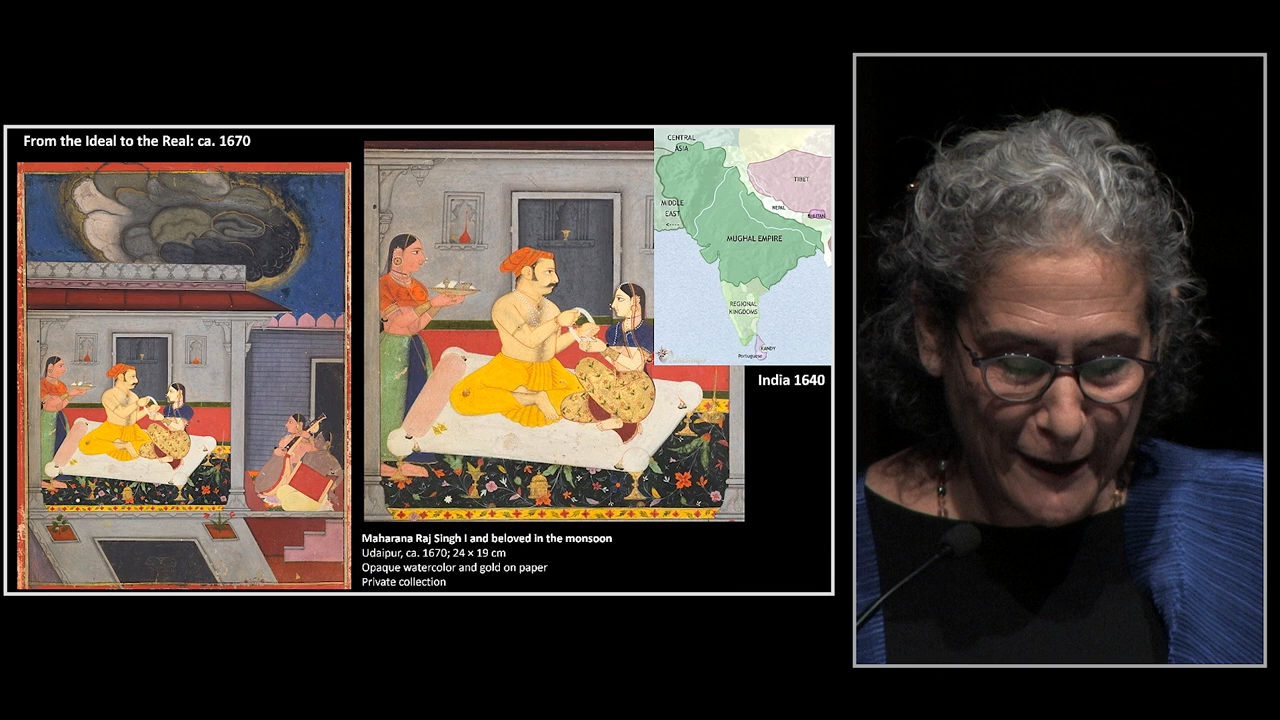 From the Ideal to the Real: ca. 1670
CENTRAL
ASIA
TIBET
MIDDLE
EAST
NEPAL
BHUTAN
MUGHAL EMPIRE
REGIONAL
KINGDOMS
KANDY
Portuguese
India 1640
Maharana Raj Singh I and beloved in the monsoon
Udaipur, ca. 1670; 24 × 19 cm
Opaque watercolor and gold on paper
Private collection